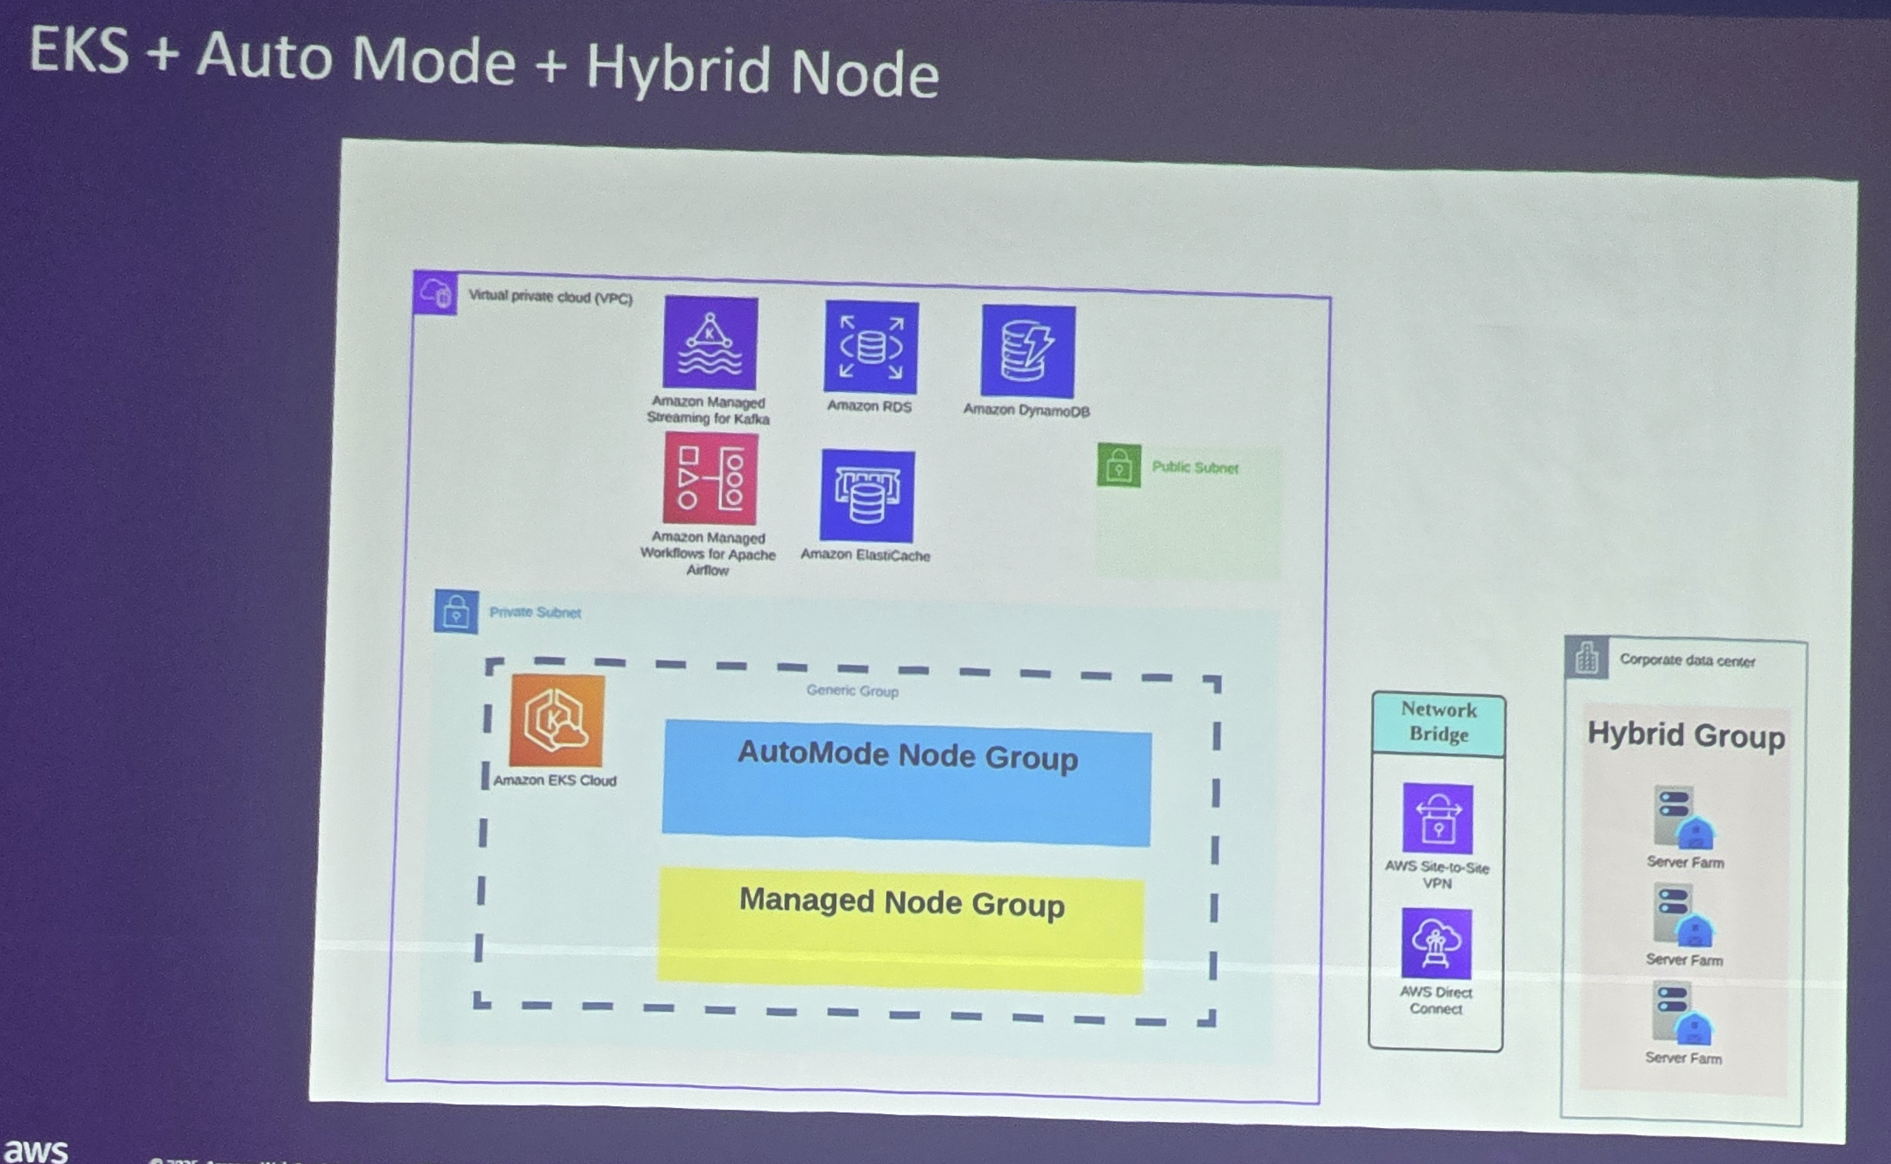 EKS + Auto Mode + Hybrid Node
Virtual private cloud (VPC)
Amazon Managed
Streaming for Kafka
Amazon RDS
Amazon DynamoDB
Amazon Managed
Workflows for Apache
Airflow
Amazon ElastiCache
Public Subnet
Private Subnet
Generic Group
Amazon EKS Cloud
AutoMode Node Group
Managed Node Group
Network
Bridge
AWS Site-to-Site
VPN
AWS Direct
Connect
Corporate data center
Hybrid Group
Server Farm
Server Farm
Server Farm
aws